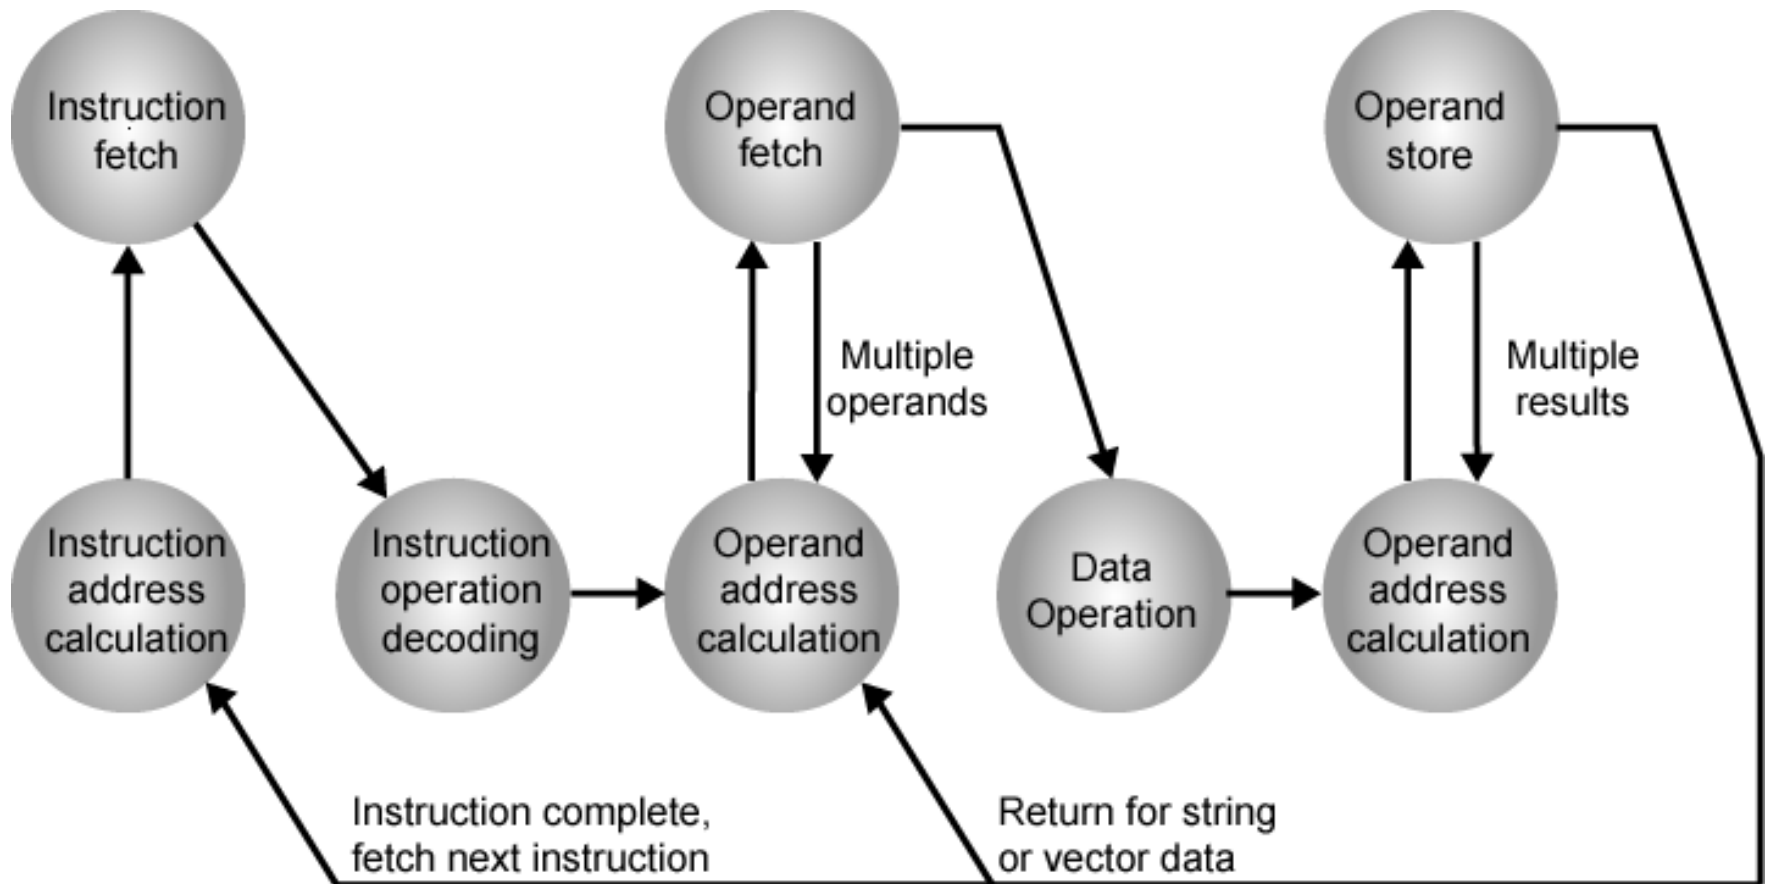 Instruction
fetch
Operand
fetch
Operand
store
Multiple
operands
Multiple
results
Instruction
address
calculation
Instruction
operation
decoding
Operand
address
calculation
Data
Operation
Operand
address
calculation
Instruction complete,
fetch next instruction
Return for string
or vector data